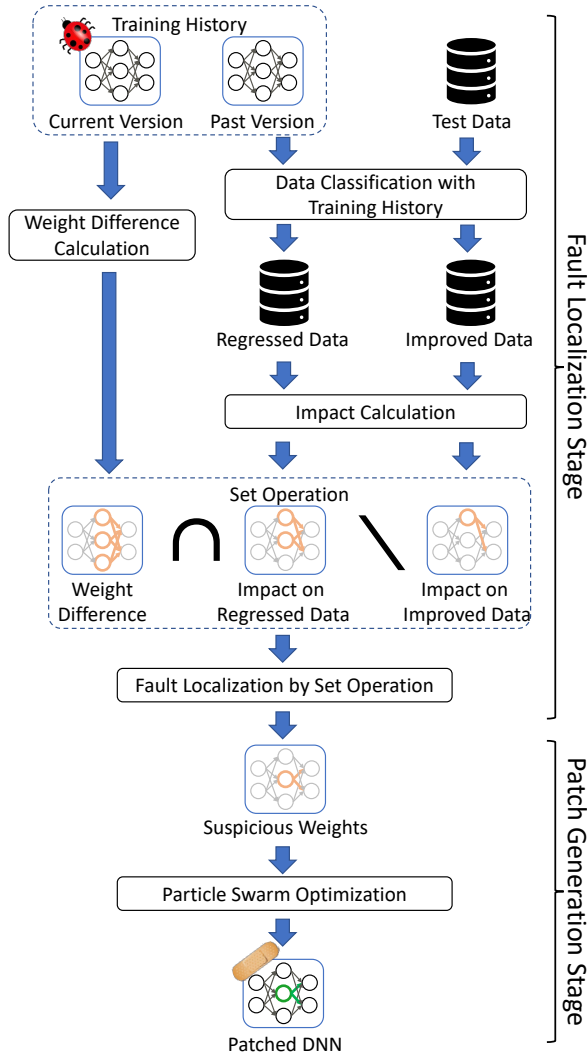 Training History
Current Version
Past Version
Test Data
Data Classification with
Training History
Weight Difference
Calculation
Regressed Data
Improved Data
Impact Calculation
Set Operation
∩
\
Weight
Difference
Impact on
Regressed Data
Impact on
Improved Data
Fault Localization by Set Operation
Fault Localization Stage
Suspicious Weights
Particle Swarm Optimization
Patched DNN
Patch Generation Stage